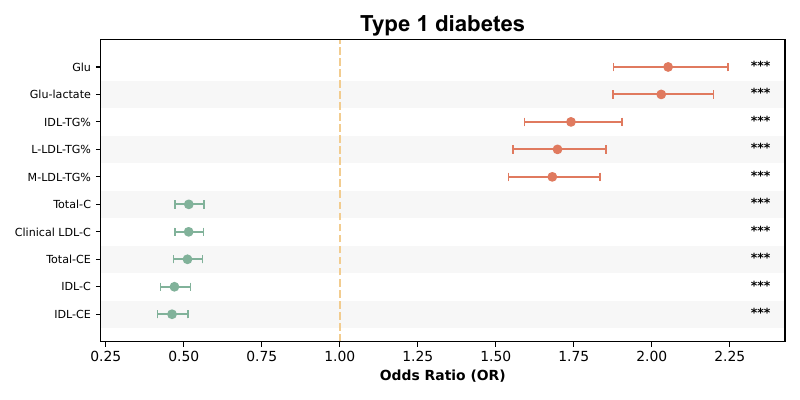 Type 1 diabetes
Glu ***
Glu-lactate ***
IDL-TG% ***
L-LDL-TG% ***
M-LDL-TG% ***
Total-C ***
Clinical LDL-C ***
Total-CE ***
IDL-C ***
IDL-CE ***
0.25 0.50 0.75 1.00 1.25 1.50 1.75 2.00 2.25
Odds Ratio (OR)